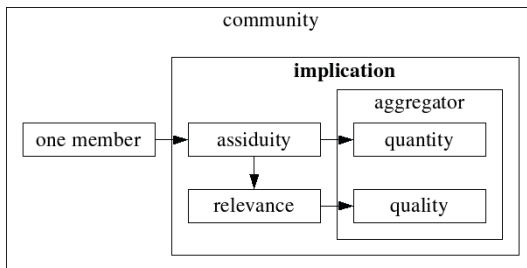 community
implication
aggregator
one member
assiduity
quantity
relevance
quality